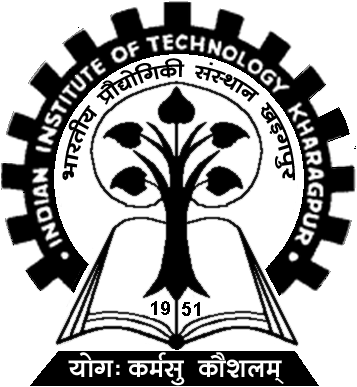 INDIAN INSTITUTE OF TECHNOLOGY KHARAGPUR
भारतीय प्रौद्योगिकी संस्थान खड़गपुर
19 51
योगः कर्मसु कौशलम्